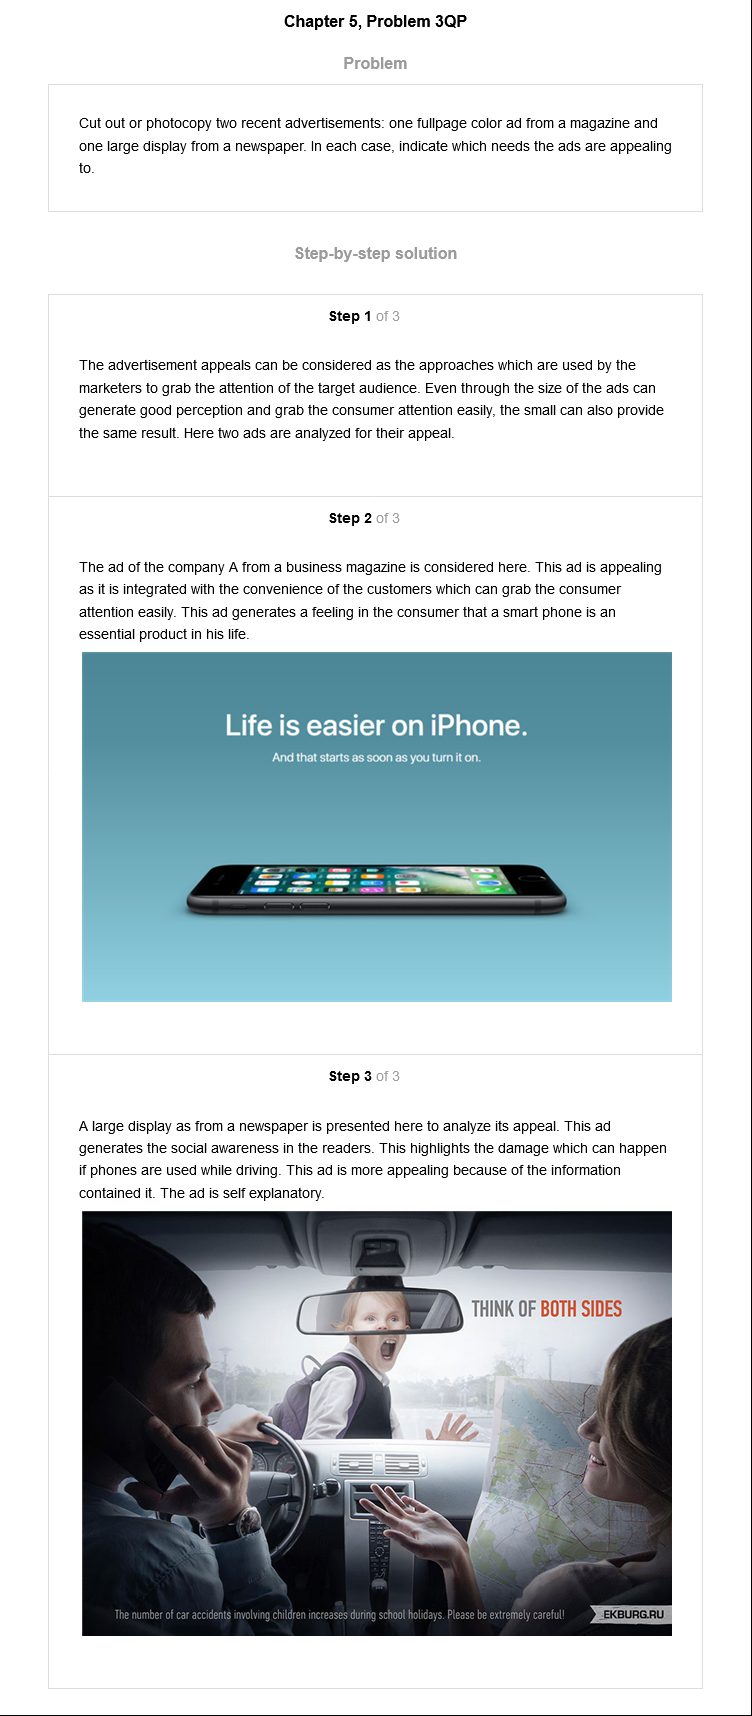 Chapter 5, Problem 3QP
Problem
Cut out or photocopy two recent advertisements: one fullpage color ad from a magazine and
one large display from a newspaper. In each case, indicate which needs the ads are appealing
to.
Step-by-step solution
Step 1 of 3
The advertisement appeals can be considered as the approaches which are used by the
marketers to grab the attention of the target audience. Even through the size of the ads can
generate good perception and grab the consumer attention easily, the small can also provide
the same result. Here two ads are analyzed for their appeal.
Step 2 of 3
The ad of the company A from a business magazine is considered here. This ad is appealing
as it is integrated with the convenience of the customers which can grab the consumer
attention easily. This ad generates a feeling in the consumer that a smart phone is an
essential product in his life.
Life is easier on iPhone.
And that starts as soon as you turn it on.
Step 3 of 3
A large display as from a newspaper is presented here to analyze its appeal. This ad
generates the social awareness in the readers. This highlights the damage which can happen
if phones are used while driving. This ad is more appealing because of the information
contained it. The ad is self explanatory.
THINK OF BOTH SIDES
The number of car accidents involving children increases during school holidays. Please be extremely careful!
EKBURG.RU